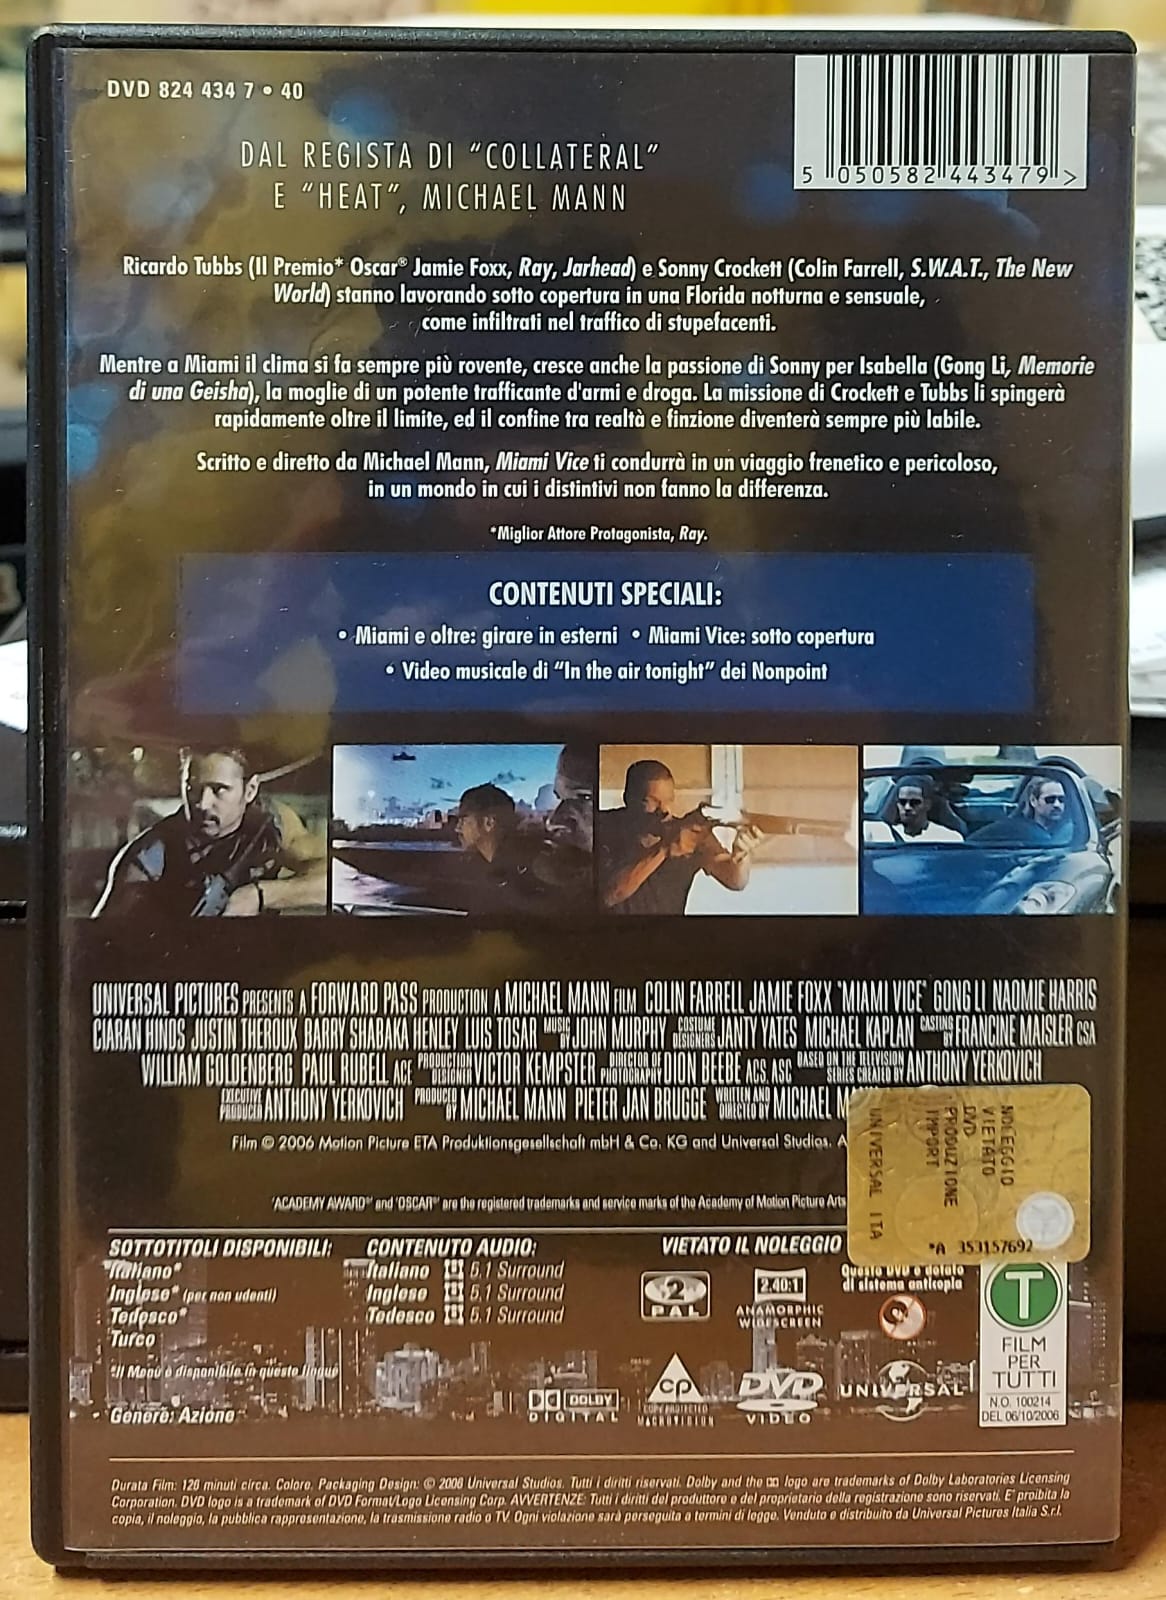 DVD 824 434 7 • 40
5 050582 443479 >
DAL REGISTA DI “COLLATERAL”
E “HEAT”, MICHAEL MANN
Ricardo Tubbs (Il Premio* Oscar® Jamie Foxx, Ray, Jarhead) e Sonny Crockett (Colin Farrell, S.W.A.T., The New
World) stanno lavorando sotto copertura in una Florida notturna e sensuale,
come infiltrati nel traffico di stupefacenti.
Mentre a Miami il clima si fa sempre più rovente, cresce anche la passione di Sonny per Isabella (Gong Li, Memorie
di una Geisha), la moglie di un potente trafficante d'armi e droga. La missione di Crockett e Tubbs li spingerà
rapidamente oltre il limite, ed il confine tra realtà e finzione diventerà sempre più labile.
Scritto e diretto da Michael Mann, Miami Vice ti condurrà in un viaggio frenetico e pericoloso,
in un mondo in cui i distintivi non fanno la differenza.
*Miglior Attore Protagonista, Ray.
CONTENUTI SPECIALI:
• Miami e oltre: girare in esterni • Miami Vice: sotto copertura
• Video musicale di “In the air tonight” dei Nonpoint
UNIVERSAL PICTURES PRESENTS A FORWARD PASS PRODUCTION A MICHAEL MANN FILM COLIN FARRELL JAMIE FOXX 'MIAMI VICE' GONG LI NAOMIE HARRIS
CIARAN HINDS JUSTIN THEROUX BARRY SHABAKA HENLEY LUIS TOSAR MUSIC BY JOHN MURPHY COSTUME DESIGNERS JANTY YATES MICHAEL KAPLAN CASTING BY FRANCINE MAISLER CSA
WILLIAM GOLDENBERG PAUL RUBELL ACE PRODUCTION DESIGNER VICTOR KEMPSTER DIRECTOR OF PHOTOGRAPHY DION BEEBE ACS, ASC BASED ON THE TELEVISION SERIES CREATED BY ANTHONY YERKOVICH
EXECUTIVE PRODUCER ANTHONY YERKOVICH PRODUCED BY MICHAEL MANN PIETER JAN BRUGGE WRITTEN AND DIRECTED BY MICHAEL
Film © 2006 Motion Picture ETA Produktionsgesellschaft mbH & Co. KG and Universal Studios.
'ACADEMY AWARD®' and 'OSCAR®' are the registered trademarks and service marks of the Academy of Motion Picture Arts
NOLEGGIO
VIETATO
DVD
PRODUZIONE
IMPORT
UNIVERSAL ITA
*A 353157692
SOTTOTITOLI DISPONIBILI:
Italiano*
Inglese* (per non udenti)
Tedesco*
Turco
*Il Menù è disponibile in queste lingue
Genere: Azione
CONTENUTO AUDIO:
Italiano 5.1 Surround
Inglese 5.1 Surround
Tedesco 5.1 Surround
VIETATO IL NOLEGGIO
2
PAL
2.40:1
ANAMORPHIC
WIDESCREEN
Questo DVD è dotato
di sistema anticopia
DOLBY
DIGITAL
CP
COPY PROTECTED
MACROVISION
DVD
VIDEO
UNIVERSAL
T
FILM
PER
TUTTI
N.O. 100214
DEL 06/10/2006
Durata Film: 126 minuti circa. Colore. Packaging Design: © 2006 Universal Studios. Tutti i diritti riservati. Dolby and the logo are trademarks of Dolby Laboratories Licensing
Corporation. DVD logo is a trademark of DVD Format/Logo Licensing Corp. AVVERTENZE: Tutti i diritti del produttore e del proprietario della registrazione sono riservati. E' proibita la
copia, il noleggio, la pubblica rappresentazione, la trasmissione radio o TV. Ogni violazione sarà perseguita a termini di legge. Venduto e distribuito da Universal Pictures Italia S.r.l.